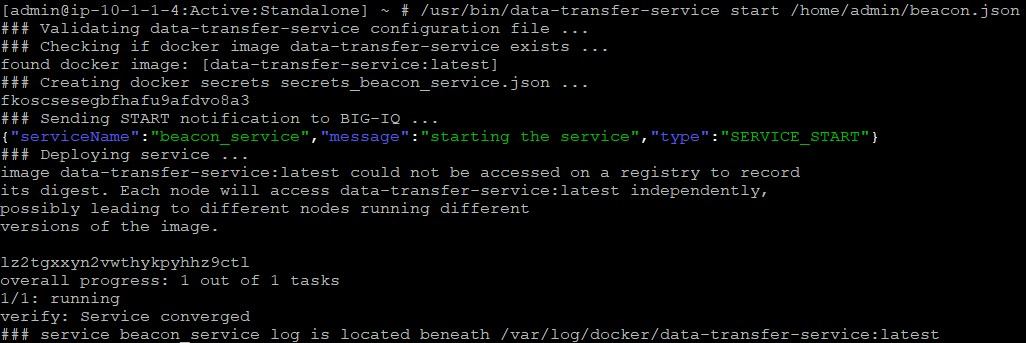 [admin@ip-10-1-1-4:Active:Standalone] ~ # /usr/bin/data-transfer-service start /home/admin/beacon.json
### Validating data-transfer-service configuration file ...
### Checking if docker image data-transfer-service exists ...
found docker image: [data-transfer-service:latest]
### Creating docker secrets secrets_beacon_service.json ...
fkoscsesegbfhafu9afdvo8a3
### Sending START notification to BIG-IQ ...
{"serviceName":"beacon_service","message":"starting the service","type":"SERVICE_START"}
### Deploying service ...
image data-transfer-service:latest could not be accessed on a registry to record
its digest. Each node will access data-transfer-service:latest independently,
possibly leading to different nodes running different
versions of the image.
lz2tgxxyn2vwthykpyhhz9ctl
overall progress: 1 out of 1 tasks
1/1: running
verify: Service converged
### service beacon_service log is located beneath /var/log/docker/data-transfer-service:latest